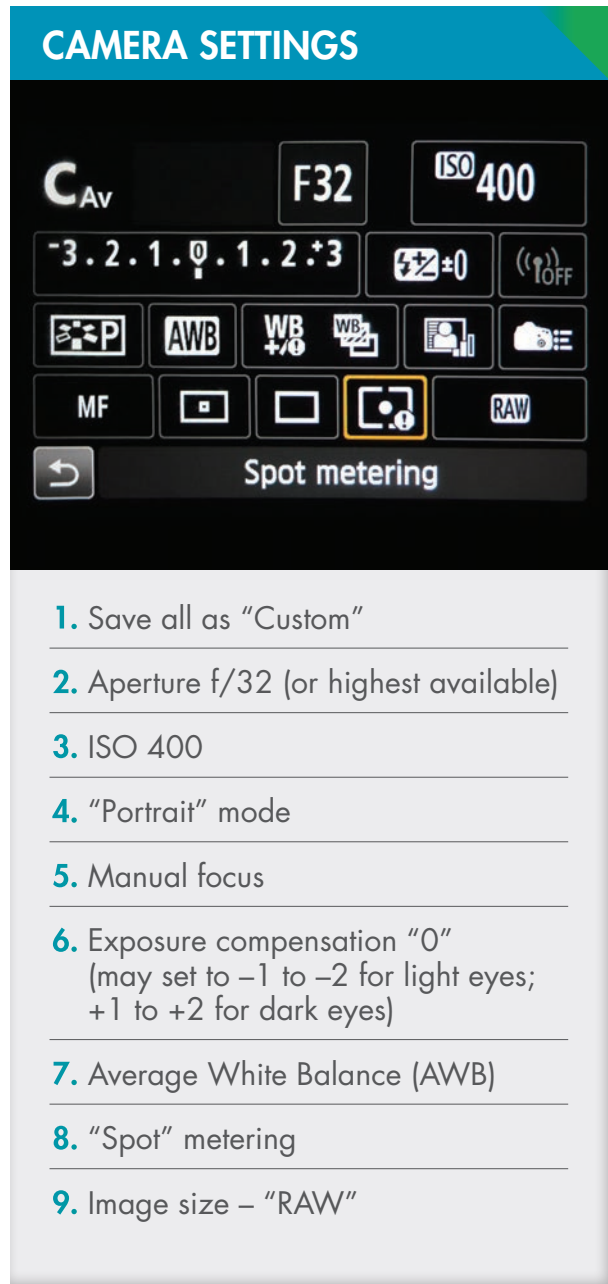 CAMERA SETTINGS
C Av F32 ISO 400
-3.2.1.0.1.2.+3 ±0 OFF
P AWB WB +/- WB
MF RAW
Spot metering
1. Save all as “Custom”
2. Aperture f/32 (or highest available)
3. ISO 400
4. “Portrait” mode
5. Manual focus
6. Exposure compensation “0”
(may set to –1 to –2 for light eyes;
+1 to +2 for dark eyes)
7. Average White Balance (AWB)
8. “Spot” metering
9. Image size – “RAW”